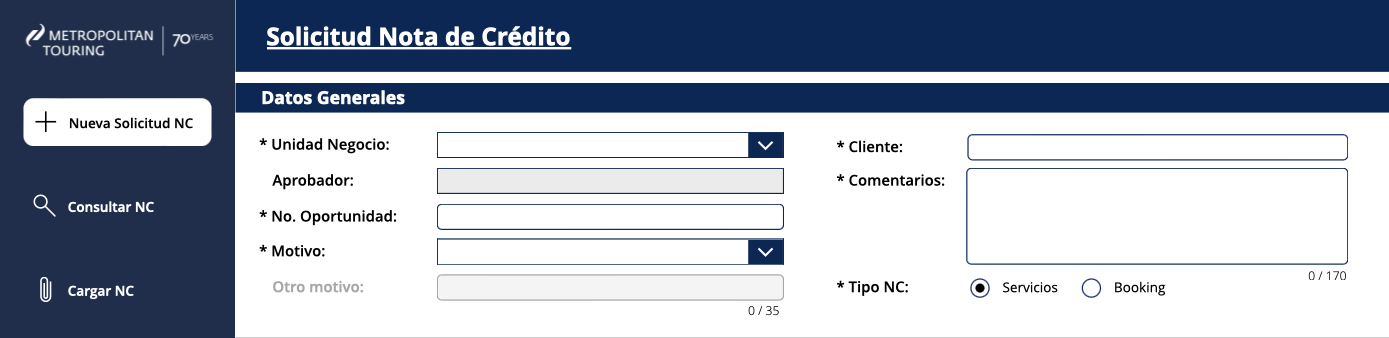 METROPOLITAN
TOURING
70 YEARS
Nueva Solicitud NC
Consultar NC
Cargar NC
Solicitud Nota de Crédito
Datos Generales
* Unidad Negocio:
Aprobador:
* No. Oportunidad:
* Motivo:
Otro motivo:
0 / 35
* Cliente:
* Comentarios:
0 / 170
* Tipo NC:
Servicios
Booking